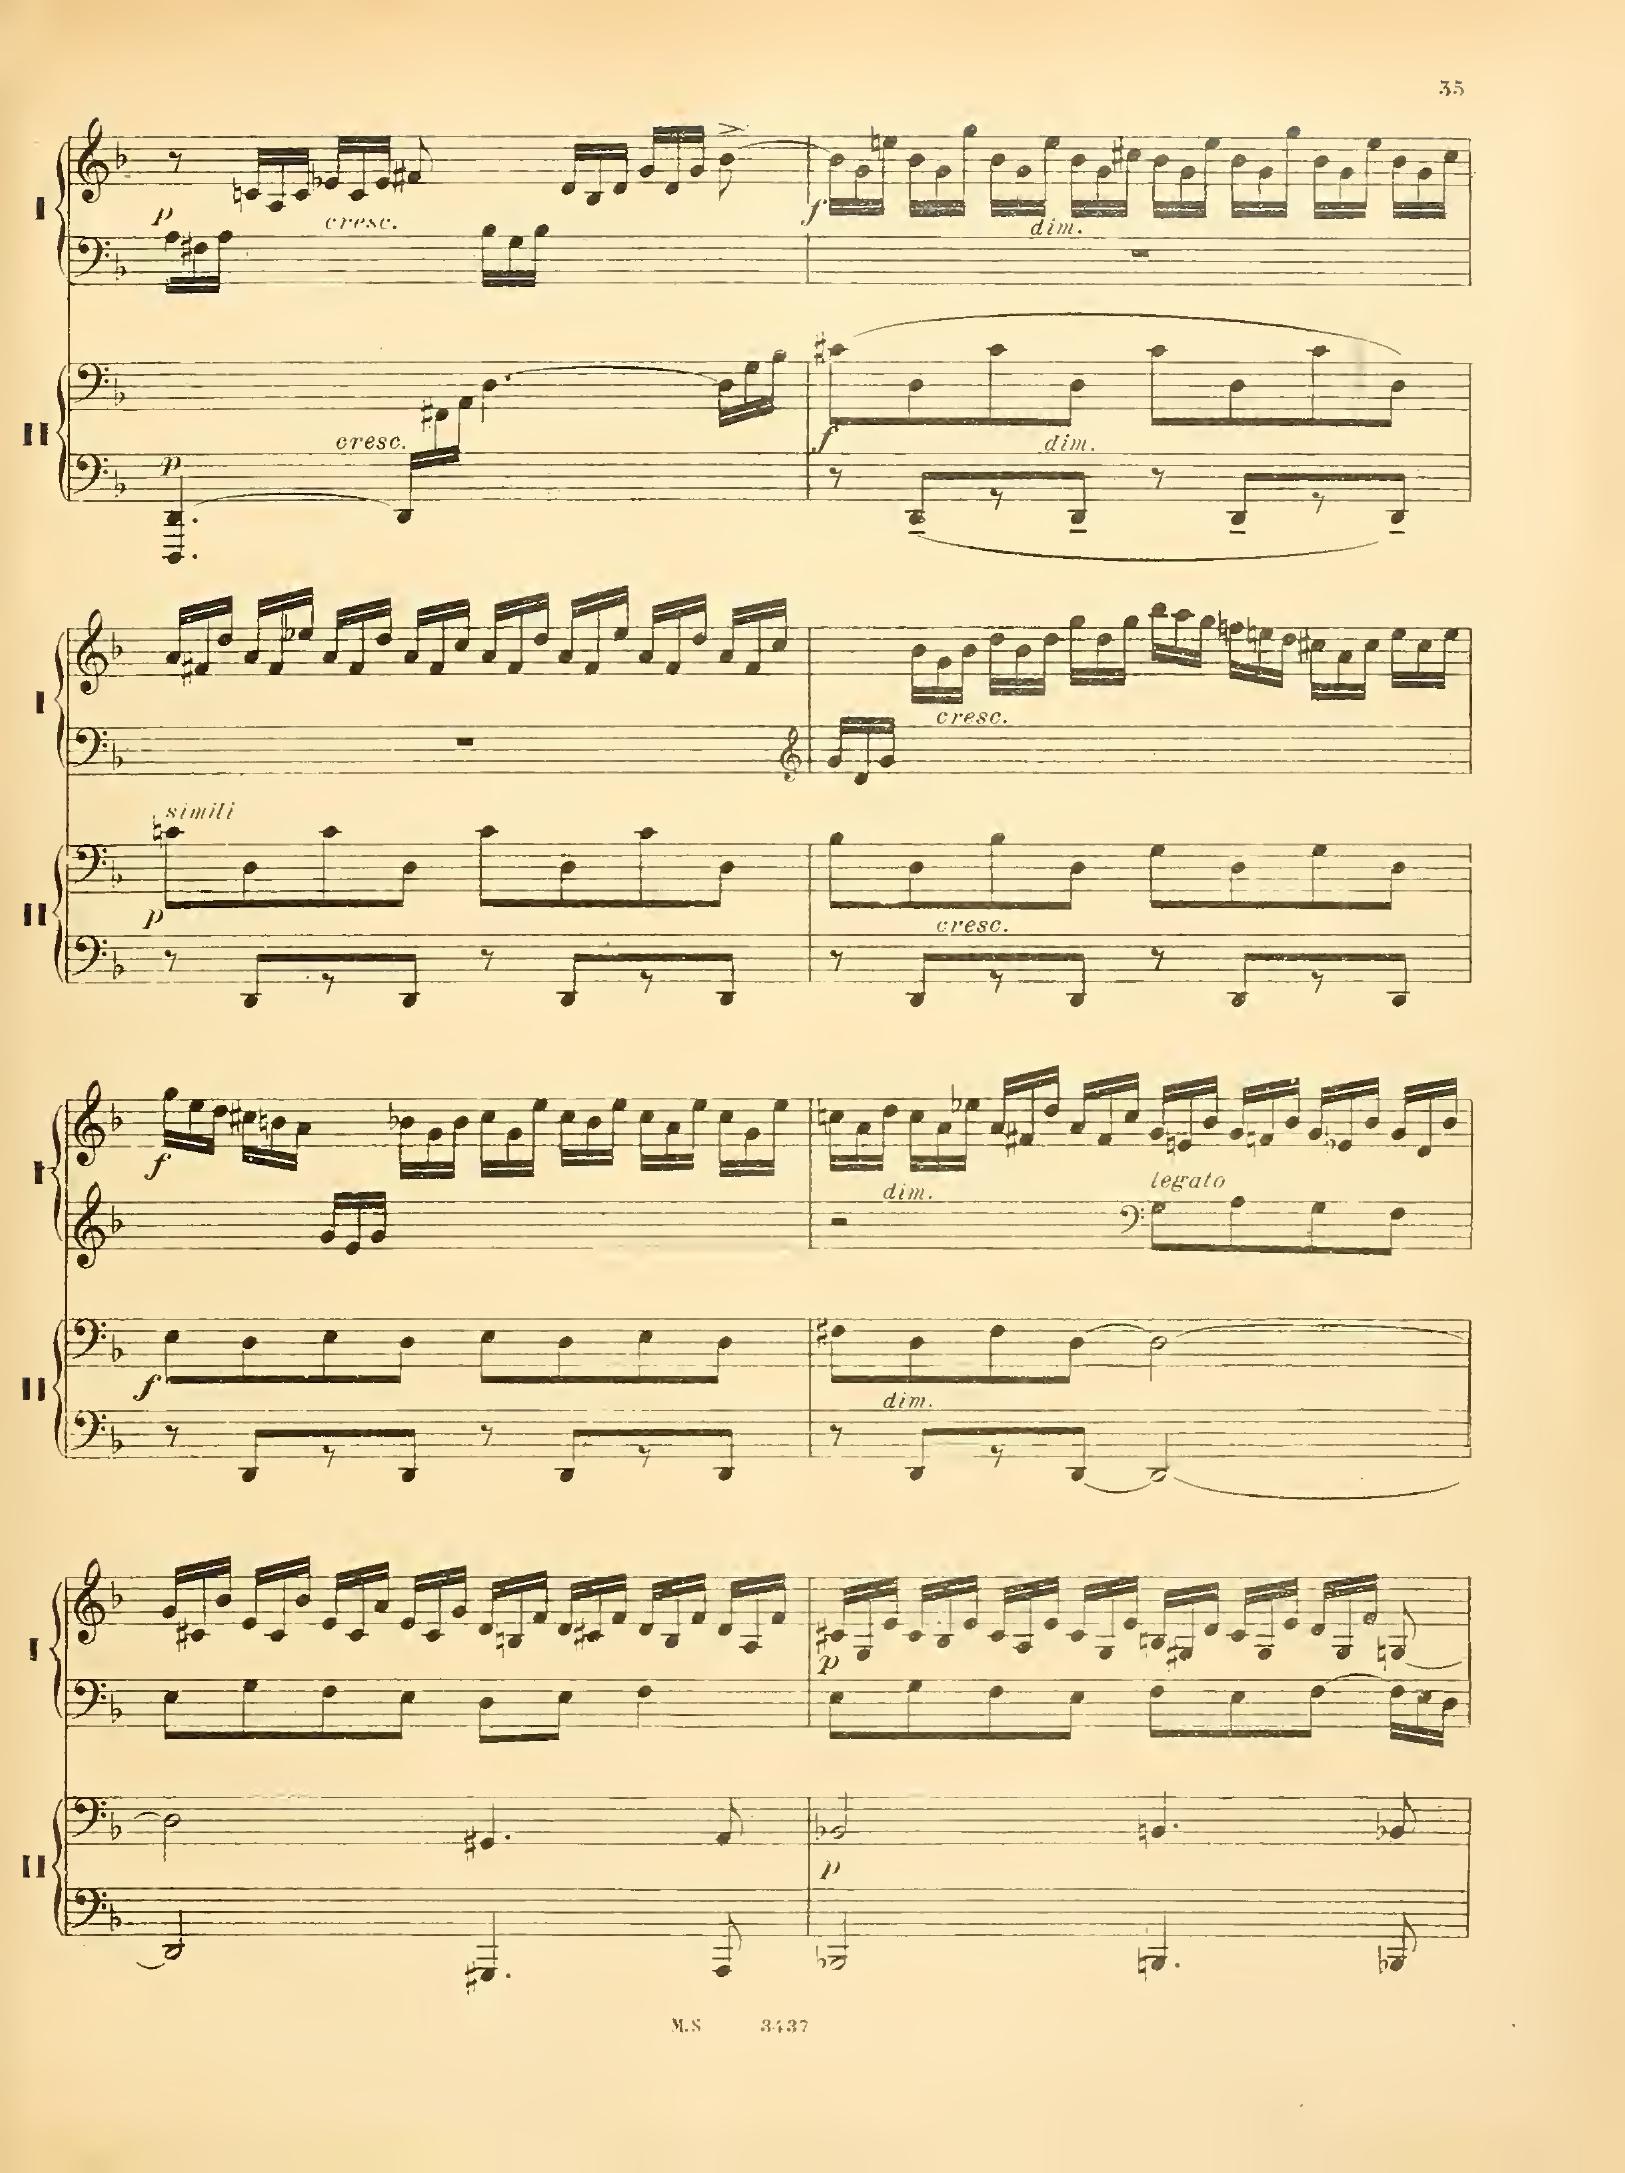 35
I
p cresc. f dim.
II
p cresc. f dim.
I
cresc.
simili
II
p cresc.
I
f dim. legato
II
f dim.
I
p
II
p
M.S 3437